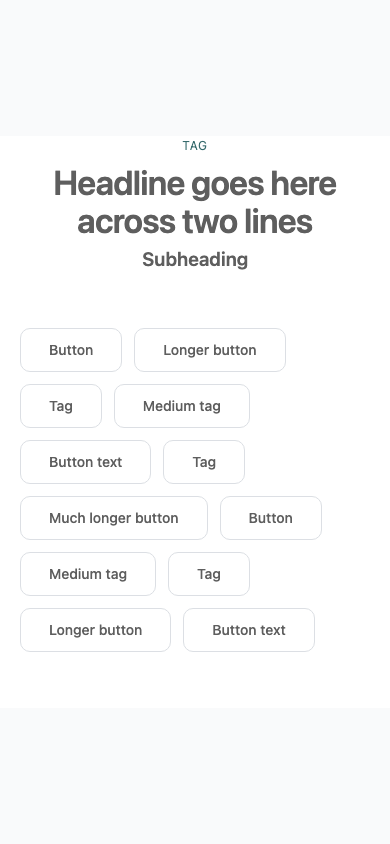 TAG
Headline goes here
across two lines
Subheading
Button
Longer button
Tag
Medium tag
Button text
Tag
Much longer button
Button
Medium tag
Tag
Longer button
Button text